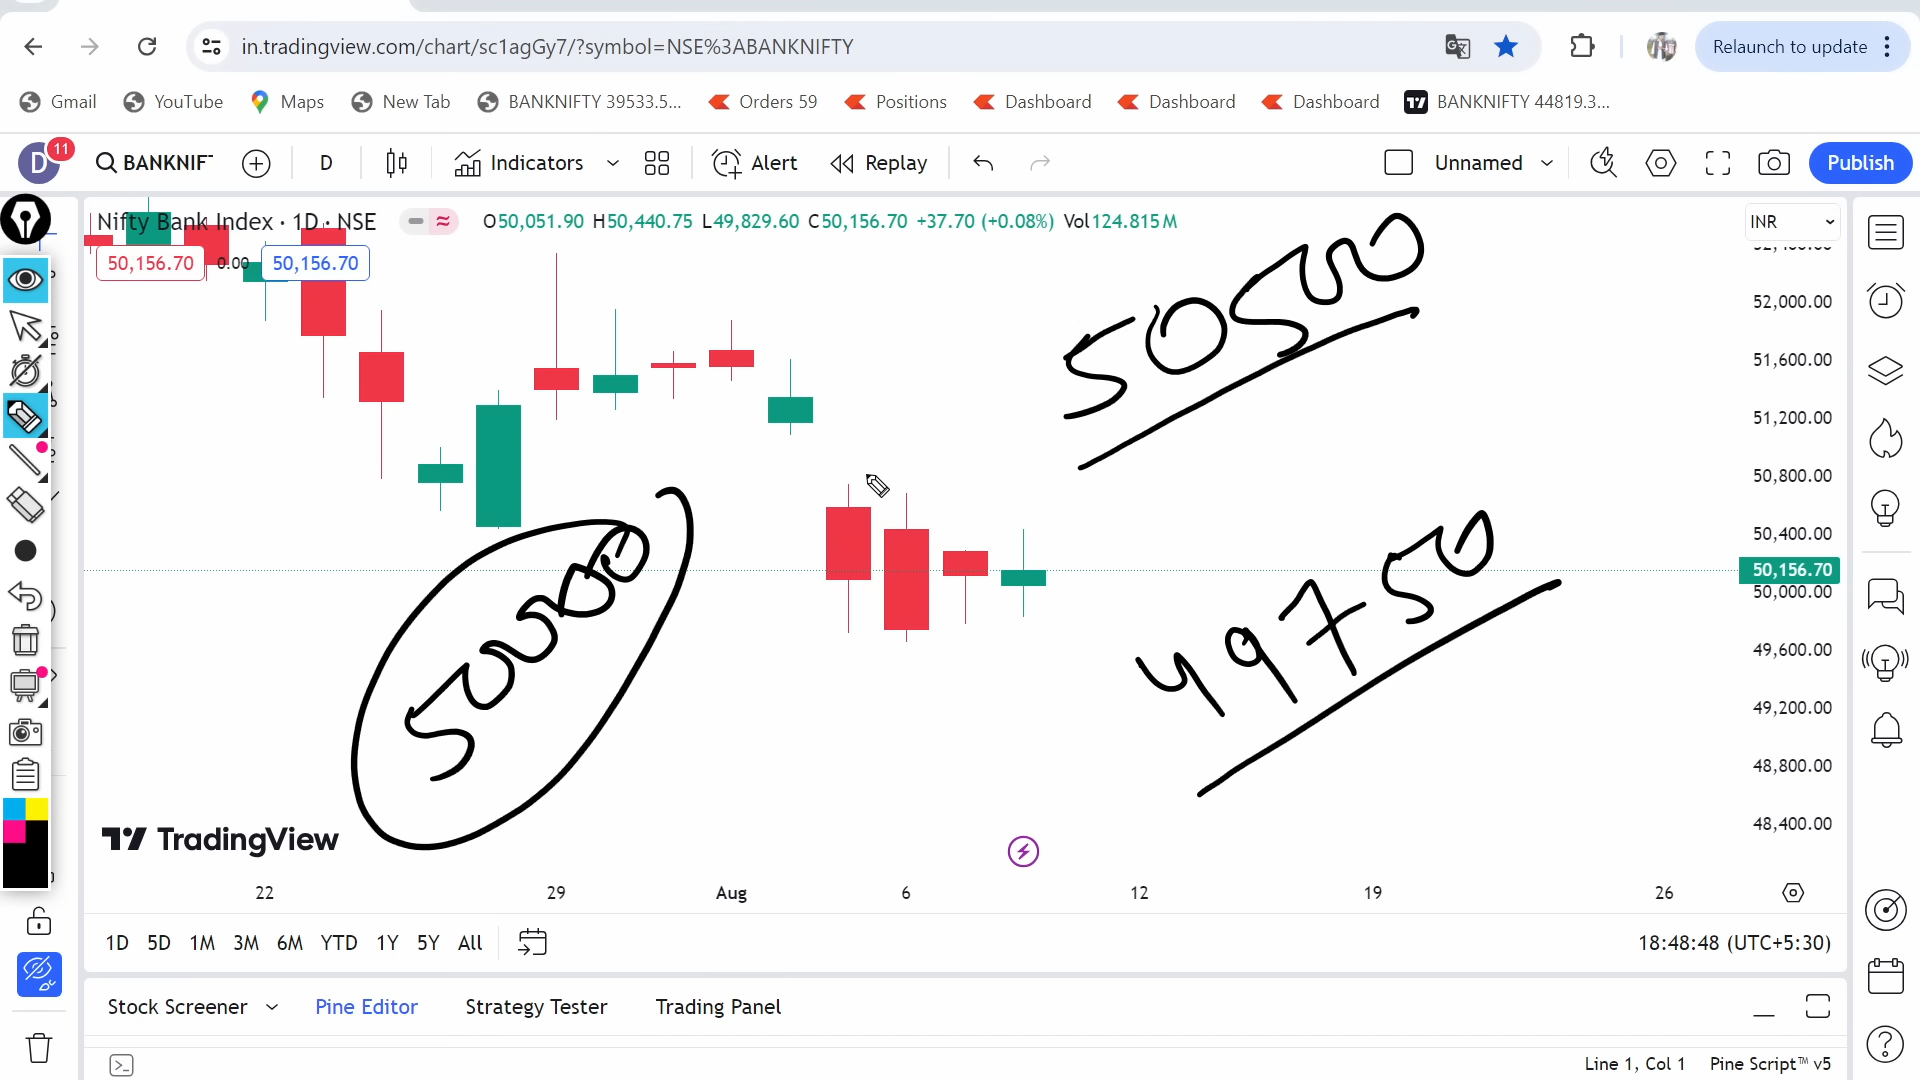 in.tradingview.com/chart/sc1agGy7/?symbol=NSE%3ABANKNIFTY
Relaunch to update
Gmail YouTube Maps New Tab BANKNIFTY 39533.5... Orders 59 Positions Dashboard Dashboard Dashboard BANKNIFTY 44819.3...
D 11 BANKNIF D Indicators Alert Replay Unnamed Publish
Nifty Bank Index · 1D · NSE O50,051.90 H50,440.75 L49,829.60 C50,156.70 +37.70 (+0.08%) Vol124.815M
INR
50,156.70 0.00 50,156.70
50500
52,000.00
51,600.00
51,200.00
50,800.00
50,400.00
50,156.70
50,000.00
49,600.00
49,200.00
48,800.00
48,400.00
49750
TradingView
22 29 Aug 6 12 19 26
1D 5D 1M 3M 6M YTD 1Y 5Y All
18:48:48 (UTC+5:30)
Stock Screener Pine Editor Strategy Tester Trading Panel
Line 1, Col 1 Pine Script™ v5